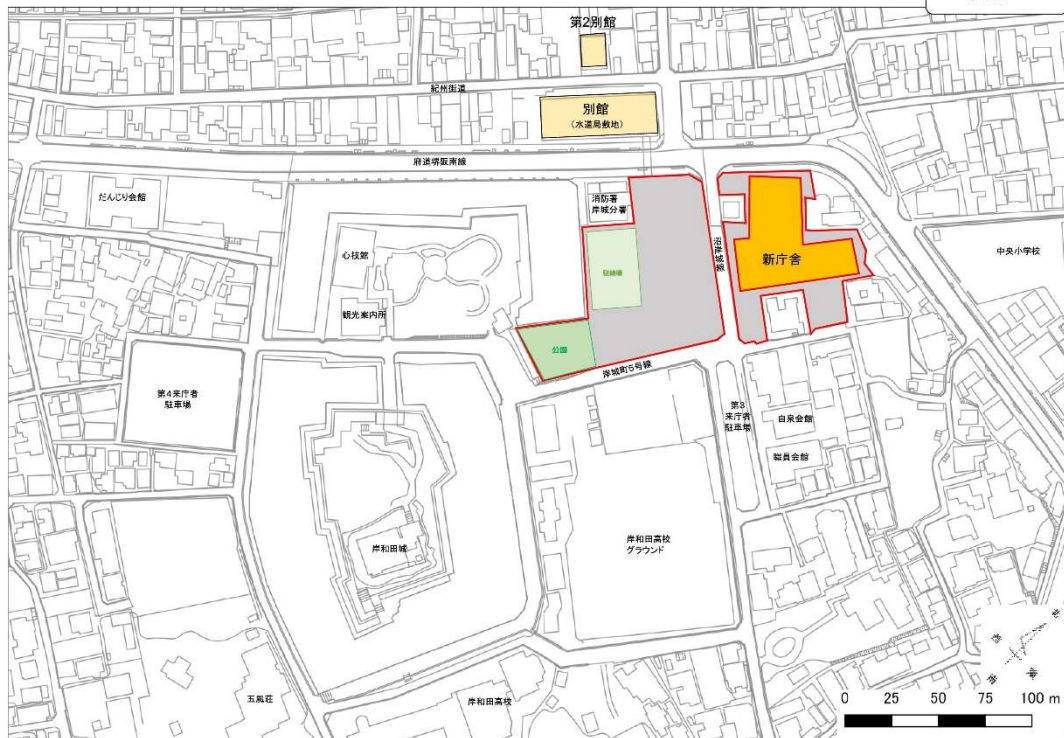 第2別館
紀州街道
別館
(水道局敷地)
府道堺阪南線
だんじり会館
消防署
岸城分署
心技館
駐輪場
沼岸城線
新庁舎
中央小学校
観光案内所
公園
岸城町5号線
第4来庁者
駐車場
第3
来庁者
駐車場
自泉会館
職員会館
岸和田城
岸和田高校
グラウンド
五風荘
岸和田高校
0 25 50 75 100 m